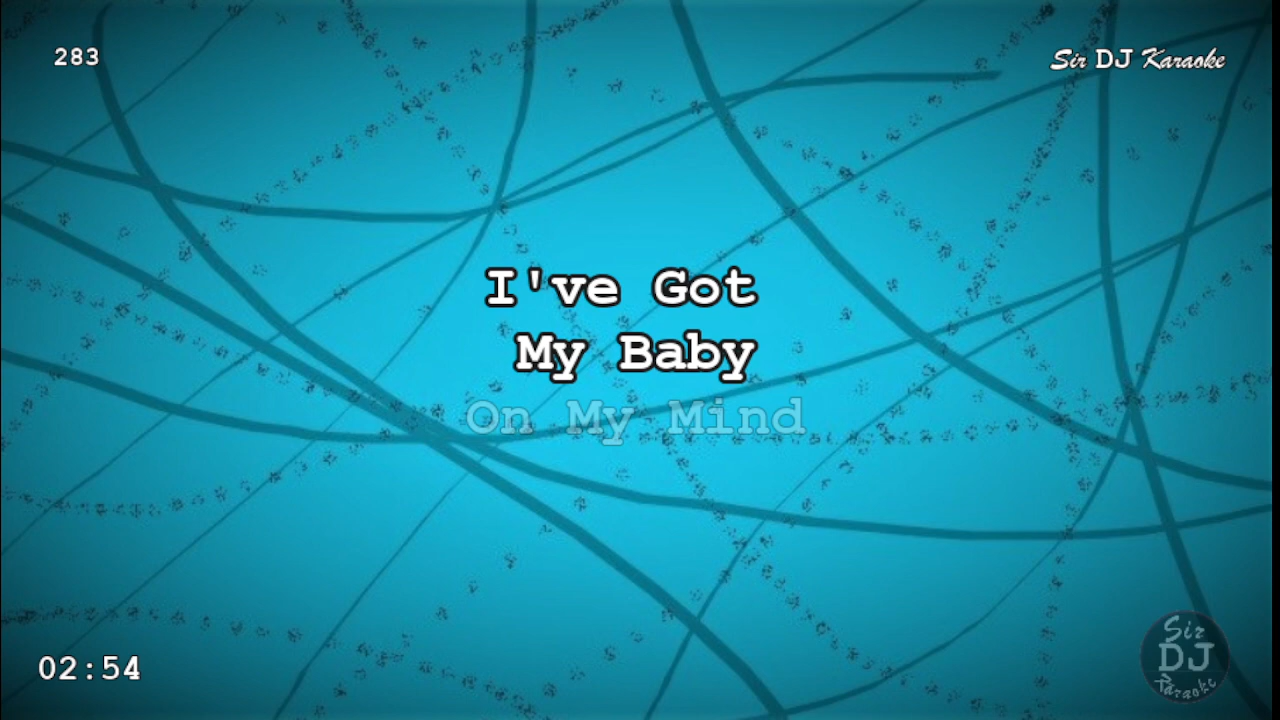 283
Sir DJ Karaoke
I've Got
My Baby
On My Mind
02:54
Sir
DJ
Karaoke